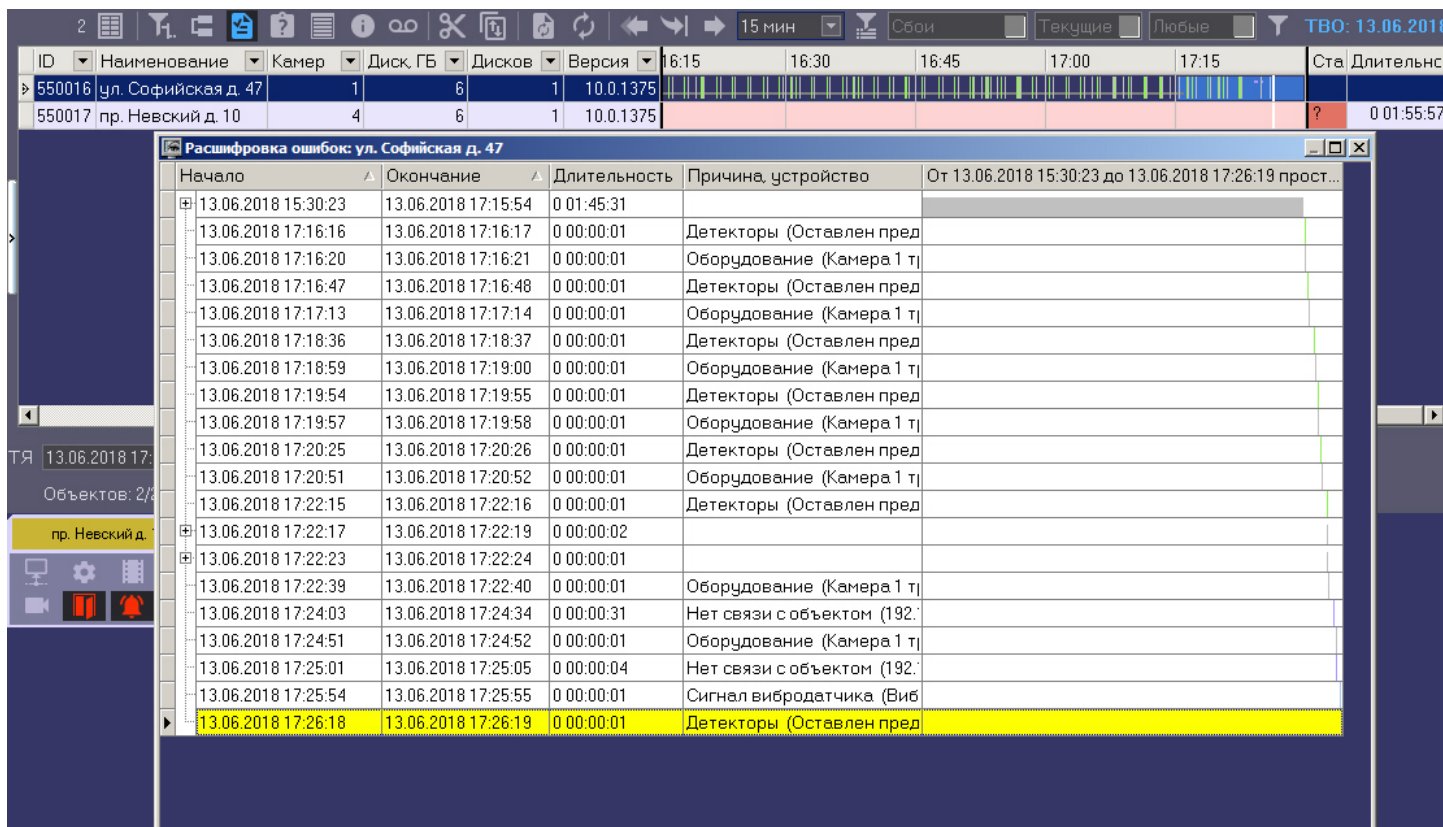 2 15 мин Сбои Текущие Любые ТВО: 13.06.2018
ID Наименование Камер Диск, ГБ Дисков Версия 16:15 16:30 16:45 17:00 17:15 Ста Длительнс
550016 ул. Софийская д. 47 1 6 1 10.0.1375
550017 пр. Невский д. 10 4 6 1 10.0.1375 ? 0 01:55:57
Расшифровка ошибок: ул. Софийская д. 47
Начало Окончание Длительность Причина, устройство От 13.06.2018 15:30:23 до 13.06.2018 17:26:19 прост...
13.06.2018 15:30:23 13.06.2018 17:15:54 0 01:45:31
13.06.2018 17:16:16 13.06.2018 17:16:17 0 00:00:01 Детекторы (Оставлен пред
13.06.2018 17:16:20 13.06.2018 17:16:21 0 00:00:01 Оборудование (Камера 1 т
13.06.2018 17:16:47 13.06.2018 17:16:48 0 00:00:01 Детекторы (Оставлен пред
13.06.2018 17:17:13 13.06.2018 17:17:14 0 00:00:01 Оборудование (Камера 1 т
13.06.2018 17:18:36 13.06.2018 17:18:37 0 00:00:01 Детекторы (Оставлен пред
13.06.2018 17:18:59 13.06.2018 17:19:00 0 00:00:01 Оборудование (Камера 1 т
13.06.2018 17:19:54 13.06.2018 17:19:55 0 00:00:01 Детекторы (Оставлен пред
13.06.2018 17:19:57 13.06.2018 17:19:58 0 00:00:01 Оборудование (Камера 1 т
13.06.2018 17:20:25 13.06.2018 17:20:26 0 00:00:01 Детекторы (Оставлен пред
13.06.2018 17:20:51 13.06.2018 17:20:52 0 00:00:01 Оборудование (Камера 1 т
13.06.2018 17:22:15 13.06.2018 17:22:16 0 00:00:01 Детекторы (Оставлен пред
13.06.2018 17:22:17 13.06.2018 17:22:19 0 00:00:02
13.06.2018 17:22:23 13.06.2018 17:22:24 0 00:00:01
13.06.2018 17:22:39 13.06.2018 17:22:40 0 00:00:01 Оборудование (Камера 1 т
13.06.2018 17:24:03 13.06.2018 17:24:34 0 00:00:31 Нет связи с объектом (192.
13.06.2018 17:24:51 13.06.2018 17:24:52 0 00:00:01 Оборудование (Камера 1 т
13.06.2018 17:25:01 13.06.2018 17:25:05 0 00:00:04 Нет связи с объектом (192.
13.06.2018 17:25:54 13.06.2018 17:25:55 0 00:00:01 Сигнал вибродатчика (Виб
13.06.2018 17:26:18 13.06.2018 17:26:19 0 00:00:01 Детекторы (Оставлен пред
ТЯ 13.06.2018 17:
Объектов: 2/2
пр. Невский д.